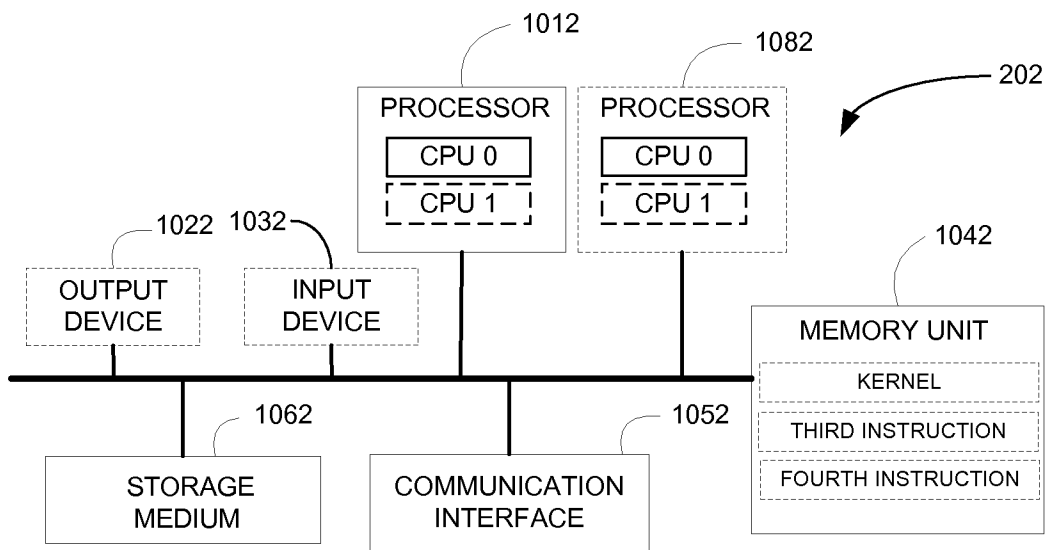 1012
1082
202
PROCESSOR
CPU 0
CPU 1
PROCESSOR
CPU 0
CPU 1
1022
1032
1042
OUTPUT
DEVICE
INPUT
DEVICE
MEMORY UNIT
KERNEL
THIRD INSTRUCTION
FOURTH INSTRUCTION
1062
1052
STORAGE
MEDIUM
COMMUNICATION
INTERFACE